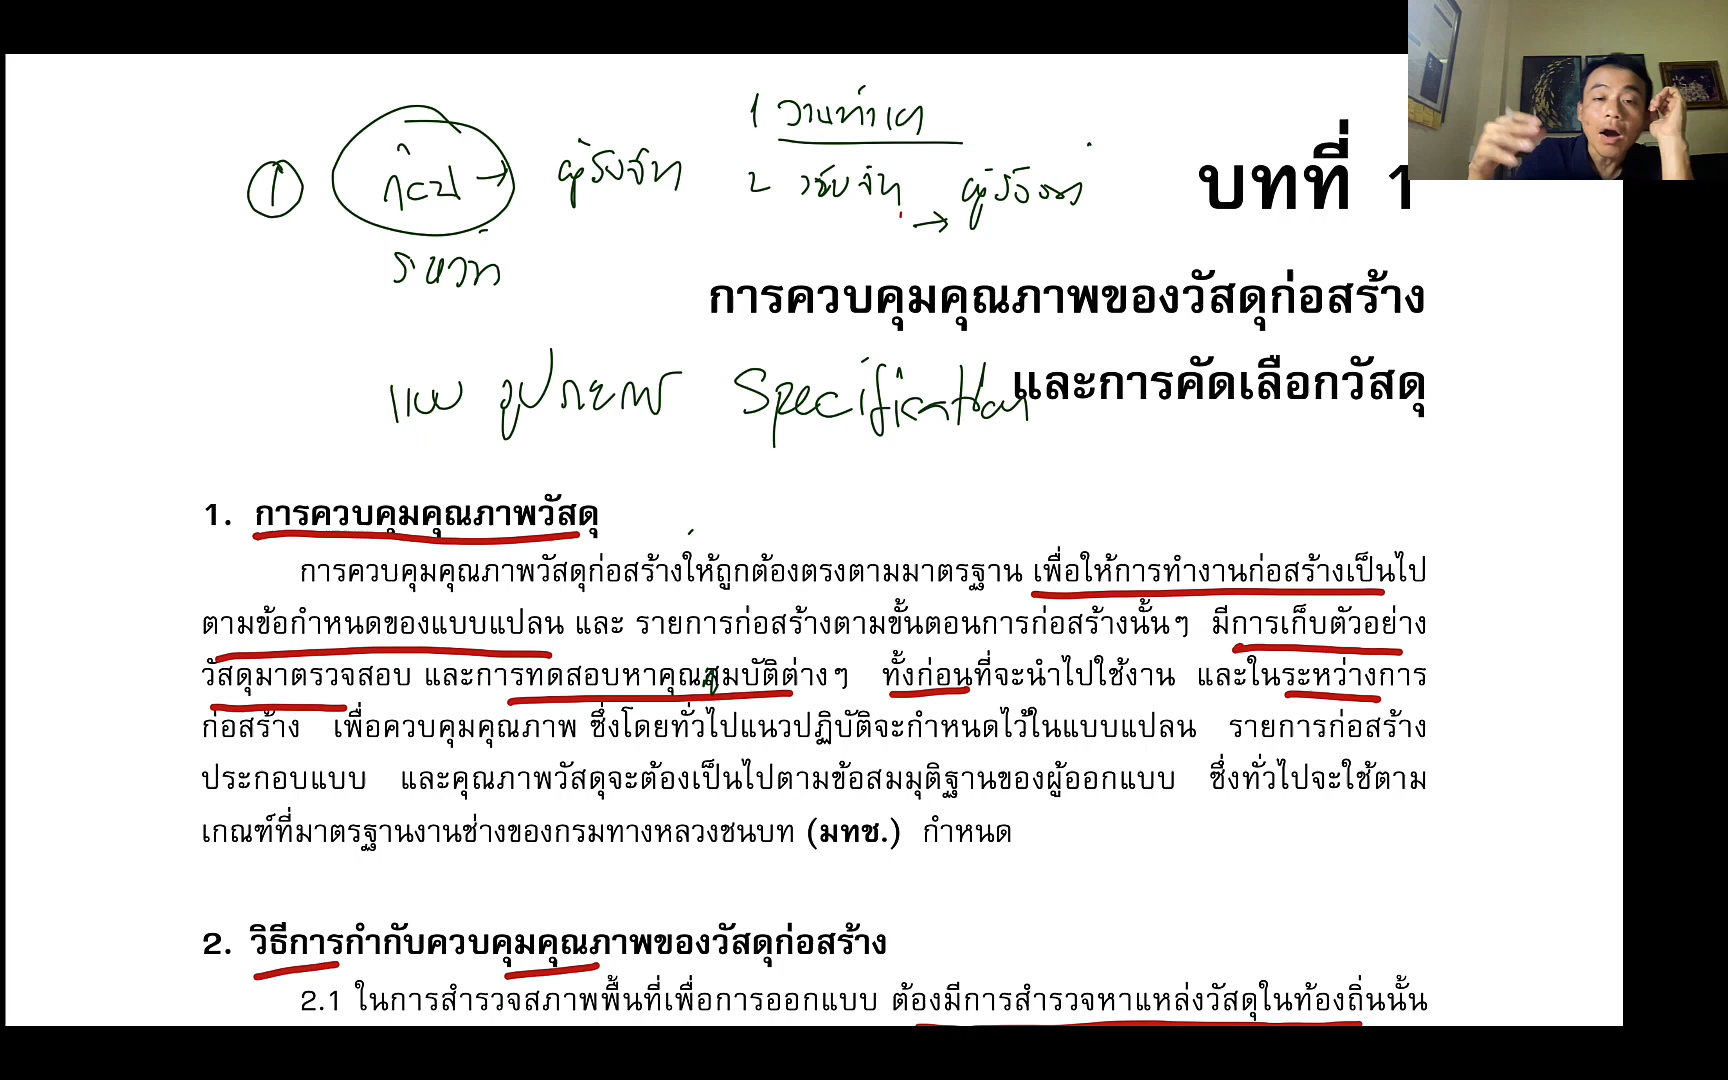 1
บทที่ 1
การควบคุมคุณภาพของวัสดุก่อสร้าง
ระหว่าง
Specification
และการคัดเลือกวัสดุ
1. การควบคุมคุณภาพวัสดุ
การควบคุมคุณภาพวัสดุก่อสร้างให้ถูกต้องตรงตามมาตรฐาน เพื่อให้การทำงานก่อสร้างเป็นไป
ตามข้อกำหนดของแบบแปลน และ รายการก่อสร้างตามขั้นตอนการก่อสร้างนั้นๆ มีการเก็บตัวอย่าง
วัสดุมาตรวจสอบ และการทดสอบหาคุณสมบัติต่างๆ ทั้งก่อนที่จะนำไปใช้งาน และในระหว่างการ
ก่อสร้าง เพื่อควบคุมคุณภาพ ซึ่งโดยทั่วไปแนวปฏิบัติจะกำหนดไว้ในแบบแปลน รายการก่อสร้าง
ประกอบแบบ และคุณภาพวัสดุจะต้องเป็นไปตามข้อสมมุติฐานของผู้ออกแบบ ซึ่งทั่วไปจะใช้ตาม
เกณฑ์ที่มาตรฐานงานช่างของกรมทางหลวงชนบท (มทช.) กำหนด
2. วิธีการกำกับควบคุมคุณภาพของวัสดุก่อสร้าง
2.1 ในการสำรวจสภาพพื้นที่เพื่อการออกแบบ ต้องมีการสำรวจหาแหล่งวัสดุในท้องถิ่นนั้น